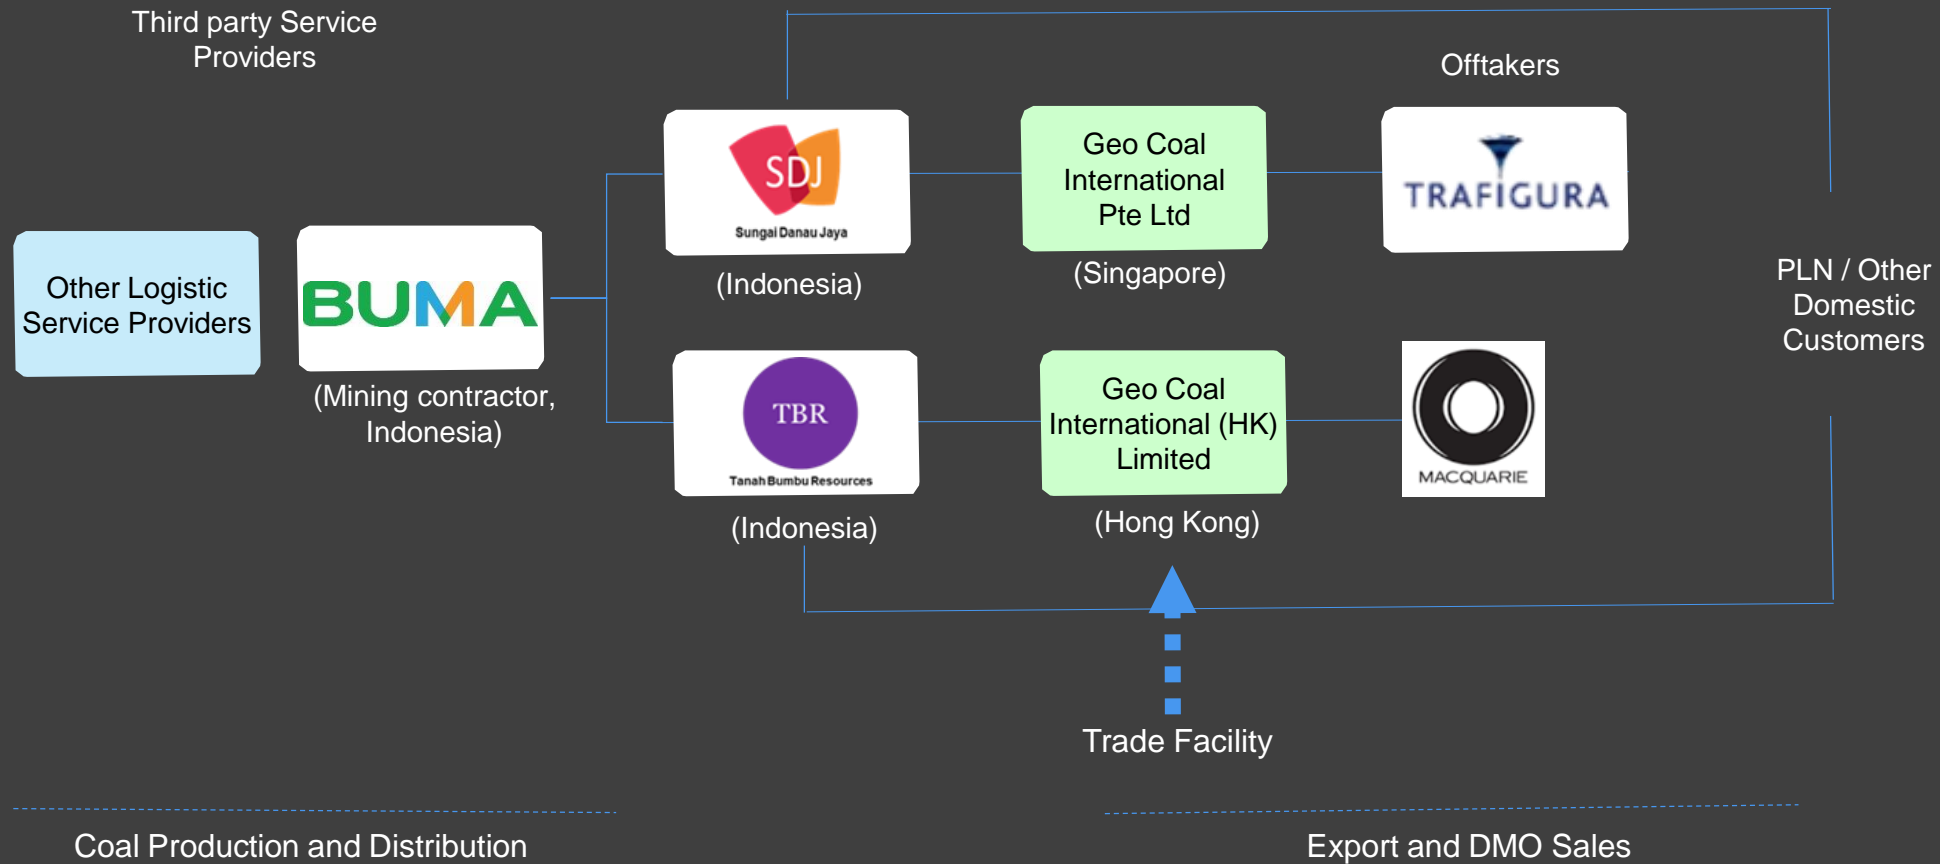 Third party Service
Providers
Offtakers
SDJ
Sungai Danau Jaya
(Indonesia)
Geo Coal
International
Pte Ltd
(Singapore)
TRAFIGURA
Other Logistic
Service Providers
BUMA
(Mining contractor,
Indonesia)
PLN / Other
Domestic
Customers
TBR
Tanah Bumbu Resources
(Indonesia)
Geo Coal
International (HK)
Limited
(Hong Kong)
MACQUARIE
Trade Facility
Coal Production and Distribution
Export and DMO Sales